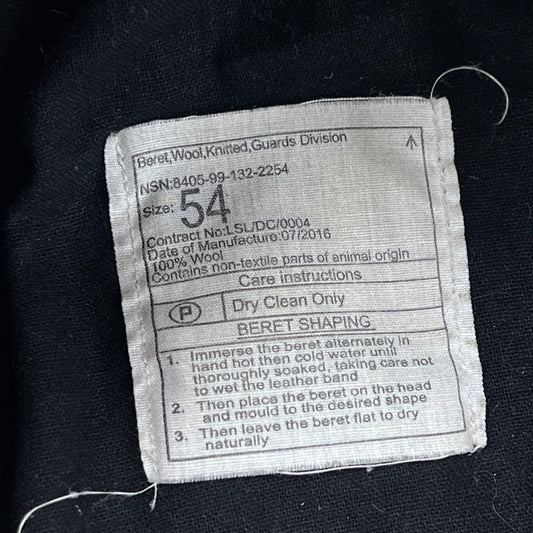 Beret,Wool,Knitted,Guards Division
NSN:8405-99-132-2254
Size: 54
Contract No:LSL/DC/0004
Date of Manufacture:07/2016
100% Wool
Contains non-textile parts of animal origin
Care instructions
P Dry Clean Only
BERET SHAPING
1. Immerse the beret alternately in
hand hot then cold water until
thoroughly soaked, taking care not
to wet the leather band
2. Then place the beret on the head
and mould to the desired shape
3. Then leave the beret flat to dry
naturally